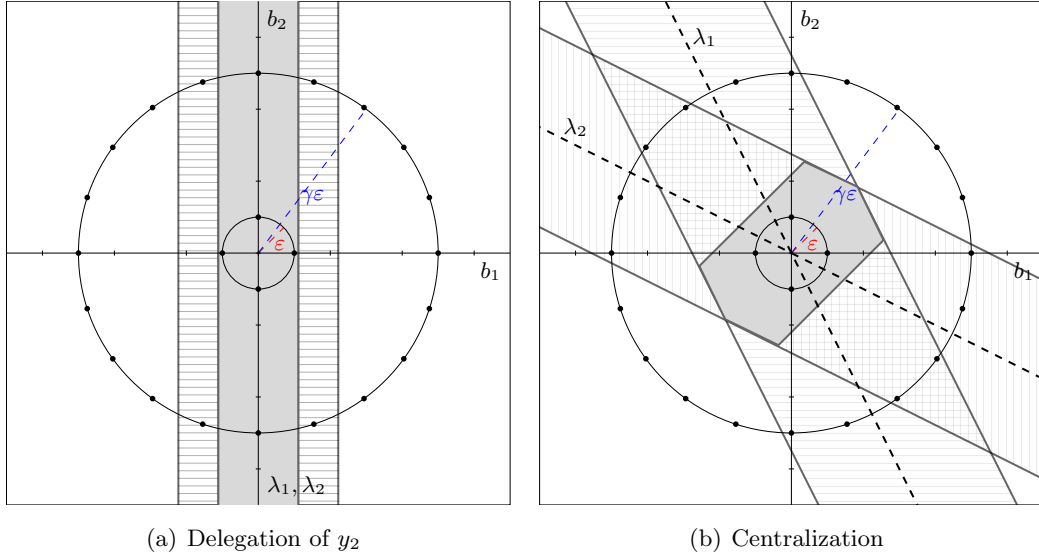 b₂
γε
ε
b₁
λ₁, λ₂
(a) Delegation of y₂
b₂
λ₁
λ₂
γε
ε
b₁
(b) Centralization